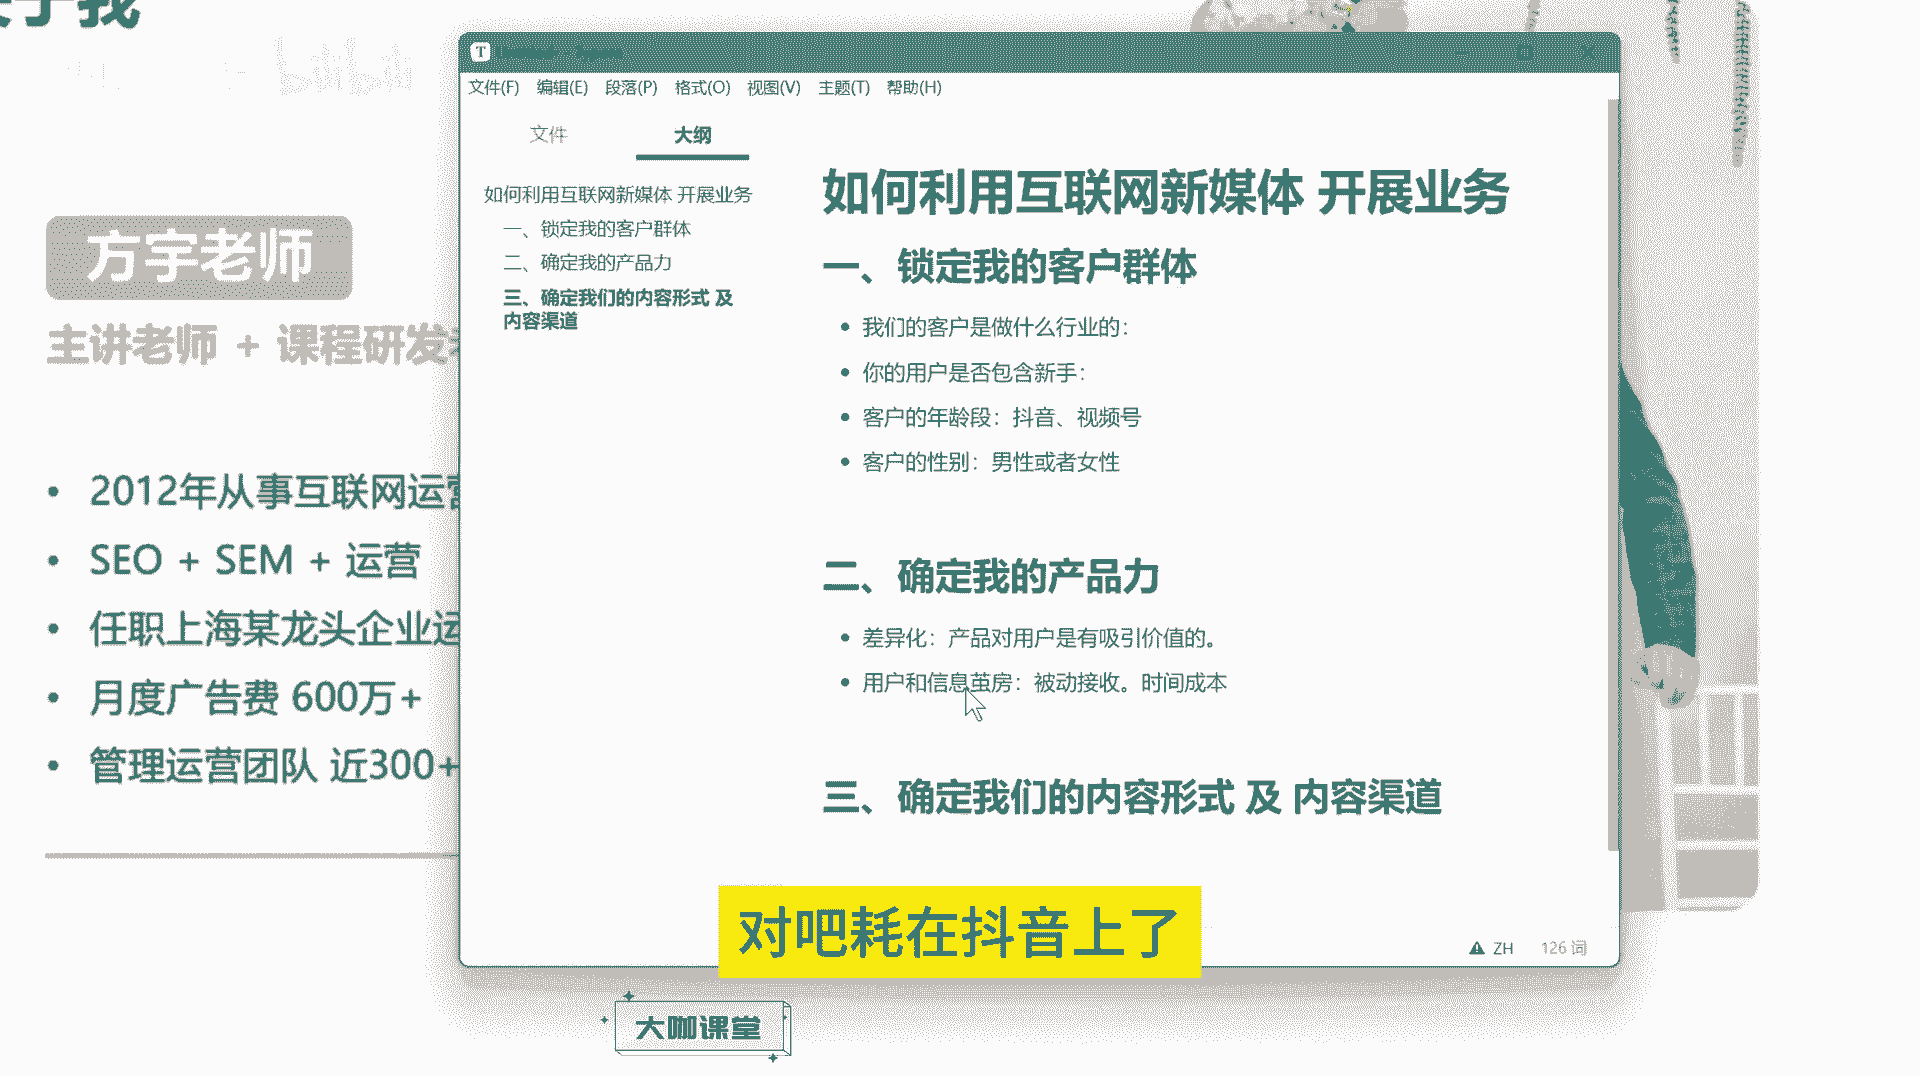 bilibili
方宇老师
主讲老师 + 课程研发
2012年从事互联网运营
SEO + SEM + 运营
任职上海某龙头企业运
月度广告费 600万+
管理运营团队 近300+
T
文件(F) 编辑(E) 段落(P) 格式(O) 视图(V) 主题(T) 帮助(H)
文件 大纲
如何利用互联网新媒体 开展业务
一、锁定我的客户群体
二、确定我的产品力
三、确定我们的内容形式 及
内容渠道
如何利用互联网新媒体 开展业务
一、锁定我的客户群体
我们的客户是做什么行业的：
你的用户是否包含新手：
客户的年龄段：抖音、视频号
客户的性别：男性或者女性
二、确定我的产品力
差异化：产品对用户是有吸引价值的。
用户和信息茧房：被动接收。时间成本
三、确定我们的内容形式 及 内容渠道
ZH 126 词
对吧耗在抖音上了
大咖课堂